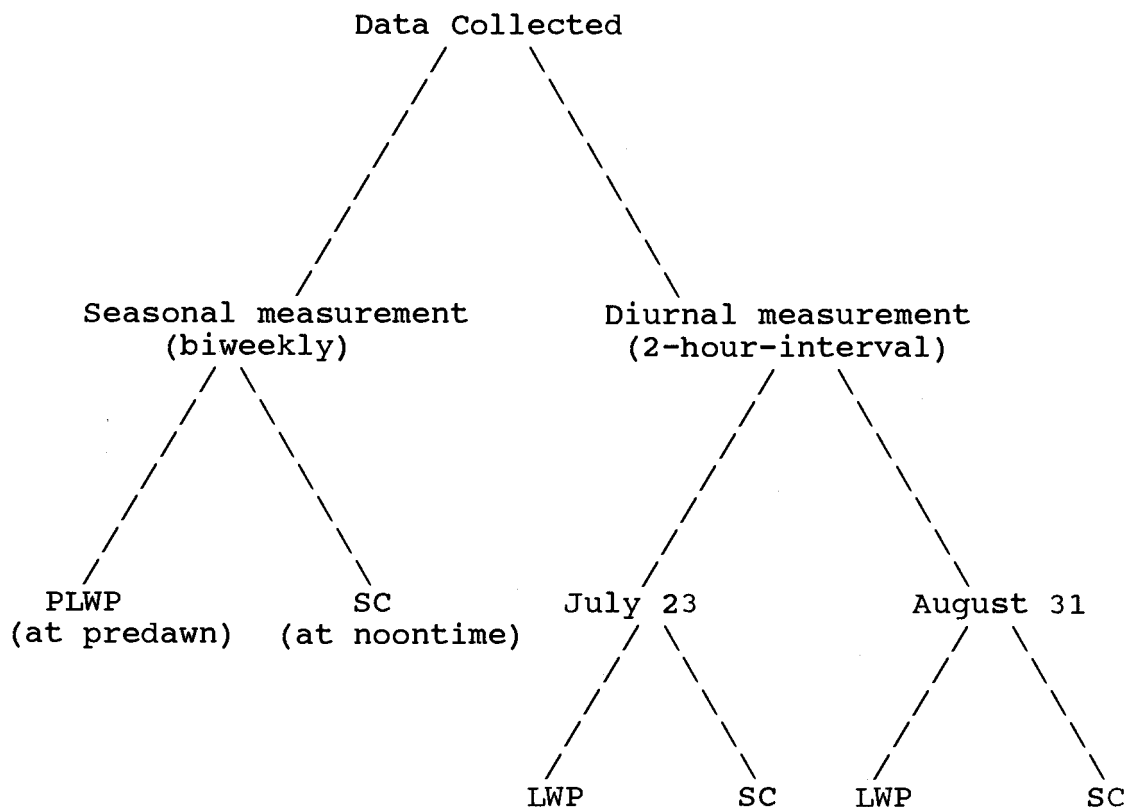 Data Collected
Seasonal measurement
(biweekly)
Diurnal measurement
(2-hour-interval)
PLWP
(at predawn)
SC
(at noontime)
July 23
August 31
LWP
SC
LWP
SC